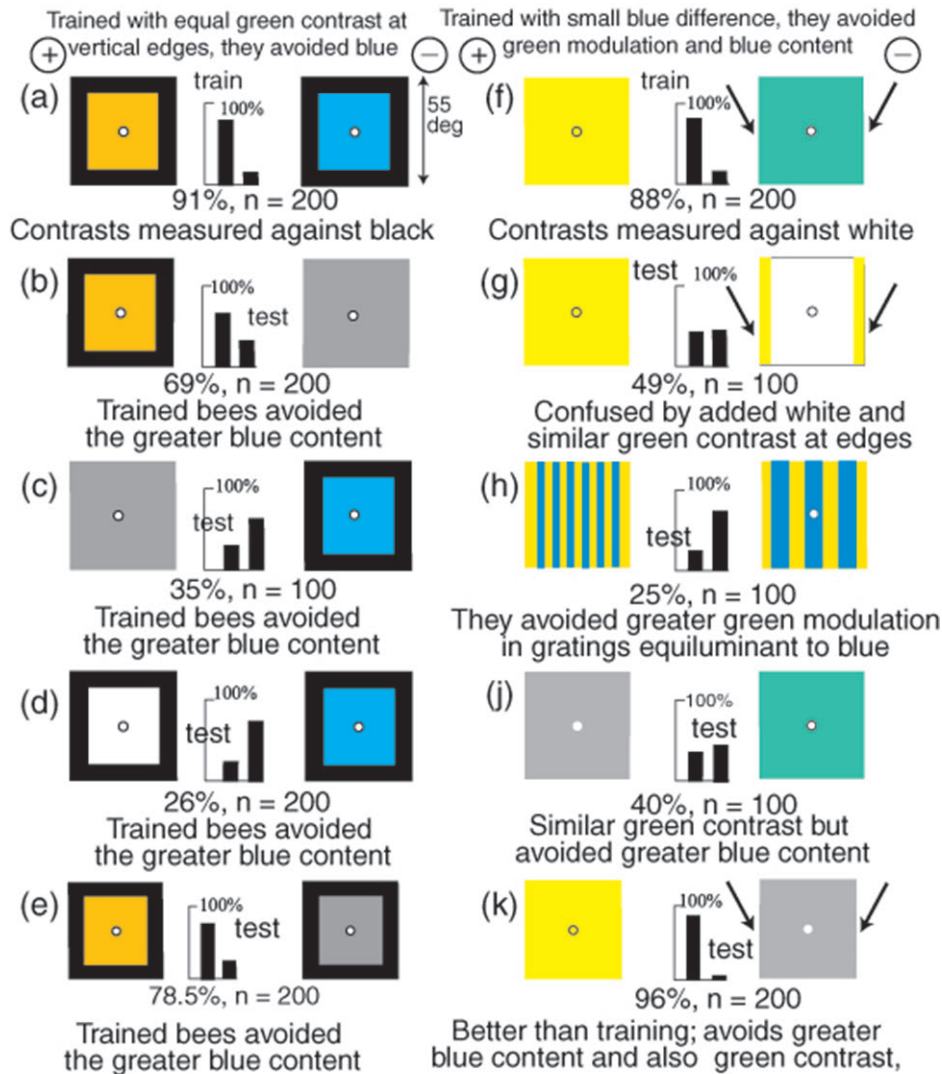 Trained with equal green contrast at
vertical edges, they avoided blue
+
−
(a)
train
100%
55
deg
91%, n = 200
Contrasts measured against black
(b)
100%
test
69%, n = 200
Trained bees avoided
the greater blue content
(c)
100%
test
35%, n = 100
Trained bees avoided
the greater blue content
(d)
100%
test
26%, n = 200
Trained bees avoided
the greater blue content
(e)
100%
test
78.5%, n = 200
Trained bees avoided
the greater blue content
Trained with small blue difference, they avoided
green modulation and blue content
+
−
(f)
train
100%
88%, n = 200
Contrasts measured against white
(g)
test
100%
49%, n = 100
Confused by added white and
similar green contrast at edges
(h)
100%
test
25%, n = 100
They avoided greater green modulation
in gratings equiluminant to blue
(j)
100%
test
40%, n = 100
Similar green contrast but
avoided greater blue content
(k)
100%
test
96%, n = 200
Better than training; avoids greater
blue content and also green contrast,